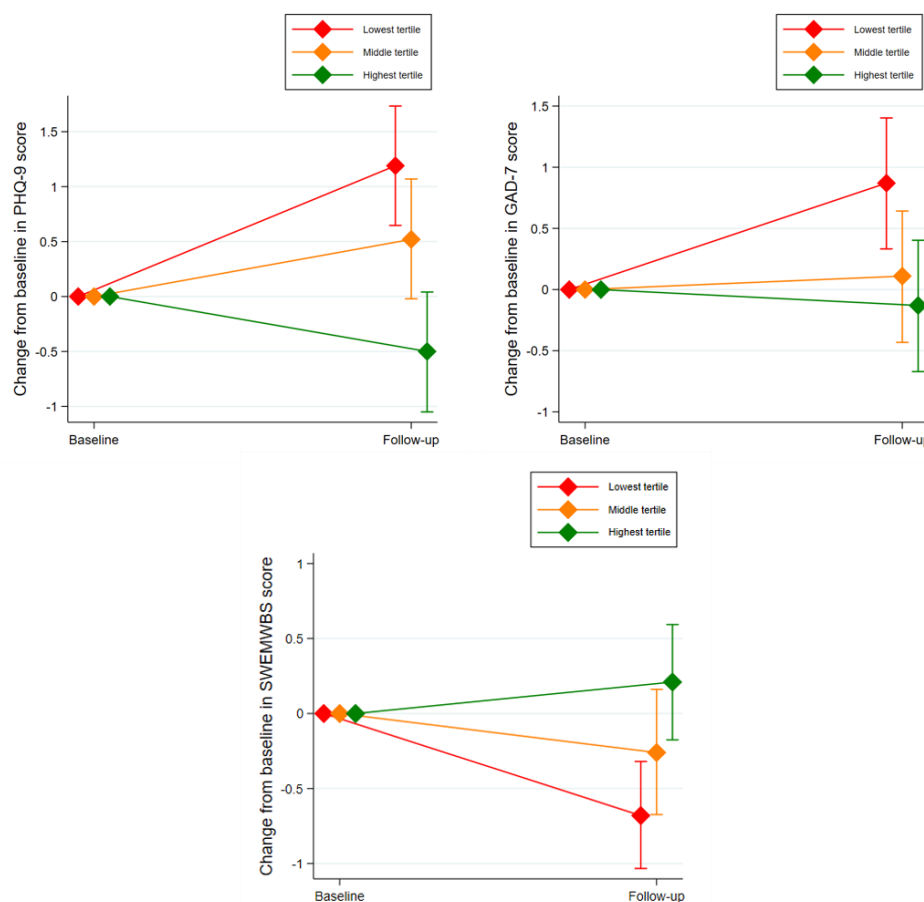 Lowest tertile
Middle tertile
Highest tertile
Change from baseline in PHQ-9 score
1.5
1
0.5
0
-0.5
-1
Baseline
Follow-up
Lowest tertile
Middle tertile
Highest tertile
Change from baseline in GAD-7 score
1.5
1
0.5
0
-0.5
-1
Baseline
Follow-up
Lowest tertile
Middle tertile
Highest tertile
Change from baseline in SWEMWBS score
1
0.5
0
-0.5
-1
Baseline
Follow-up